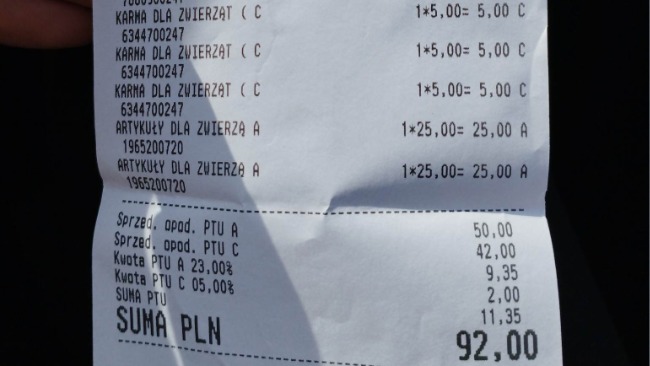 KARMA DLA ZWIERZĄT ( C 1*5,00= 5,00 C
6344700247
KARMA DLA ZWIERZĄT ( C 1*5,00= 5,00 C
6344700247
KARMA DLA ZWIERZĄT ( C 1*5,00= 5,00 C
6344700247
ARTYKUŁY DLA ZWIERZĄ A 1*25,00= 25,00 A
1965200720
ARTYKUŁY DLA ZWIERZĄ A 1*25,00= 25,00 A
1965200720
Sprzed. opod. PTU A 50,00
Sprzed. opod. PTU C 42,00
Kwota PTU A 23,00% 9,35
Kwota PTU C 05,00% 2,00
SUMA PTU 11,35
SUMA PLN 92,00